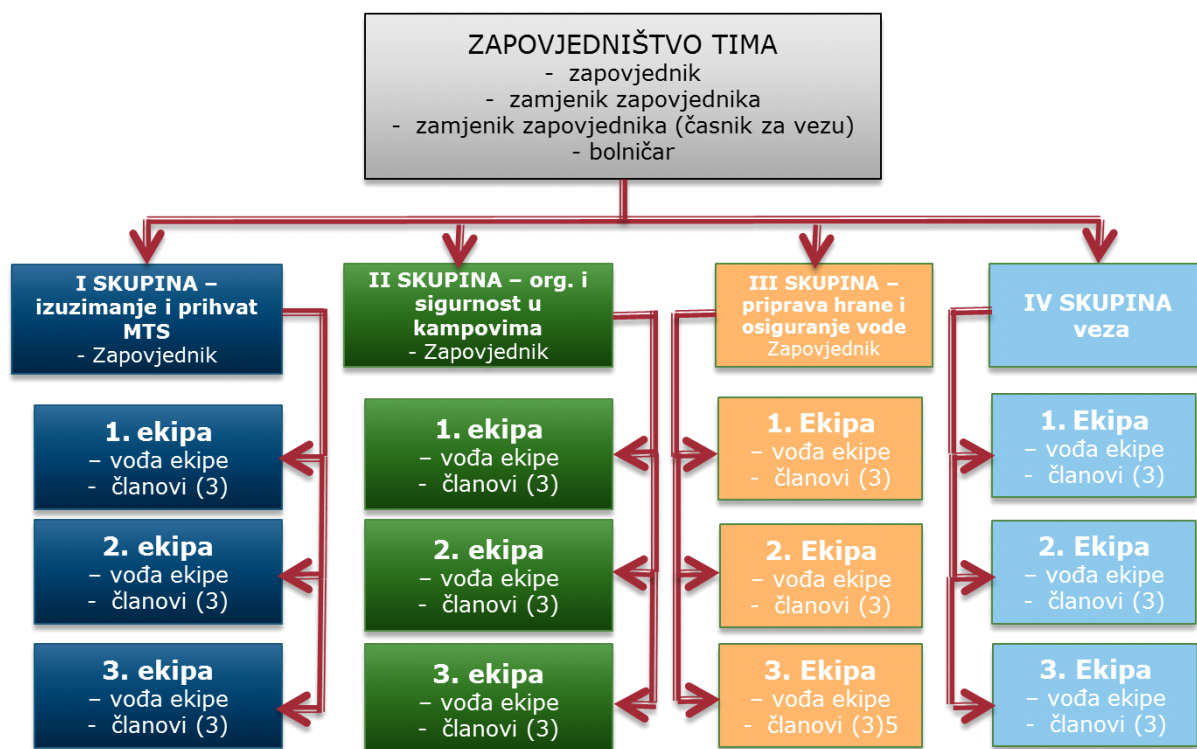 ZAPOVJEDNIŠTVO TIMA
- zapovjednik
- zamjenik zapovjednika
- zamjenik zapovjednika (časnik za vezu)
- bolničar
I SKUPINA –
izuzimanje i prihvat
MTS
- Zapovjednik
1. ekipa
– vođa ekipe
- članovi (3)
2. ekipa
– vođa ekipe
- članovi (3)
3. ekipa
– vođa ekipe
- članovi (3)
II SKUPINA – org. i
sigurnost u
kampovima
- Zapovjednik
1. ekipa
– vođa ekipe
- članovi (3)
2. ekipa
– vođa ekipe
- članovi (3)
3. ekipa
– vođa ekipe
- članovi (3)
III SKUPINA –
priprava hrane i
osiguranje vode
Zapovjednik
1. Ekipa
– vođa ekipe
- članovi (3)
2. Ekipa
– vođa ekipe
- članovi (3)
3. Ekipa
– vođa ekipe
- članovi (3)5
IV SKUPINA
veza
1. Ekipa
– vođa ekipe
- članovi (3)
2. Ekipa
– vođa ekipe
- članovi (3)
3. Ekipa
– vođa ekipe
- članovi (3)